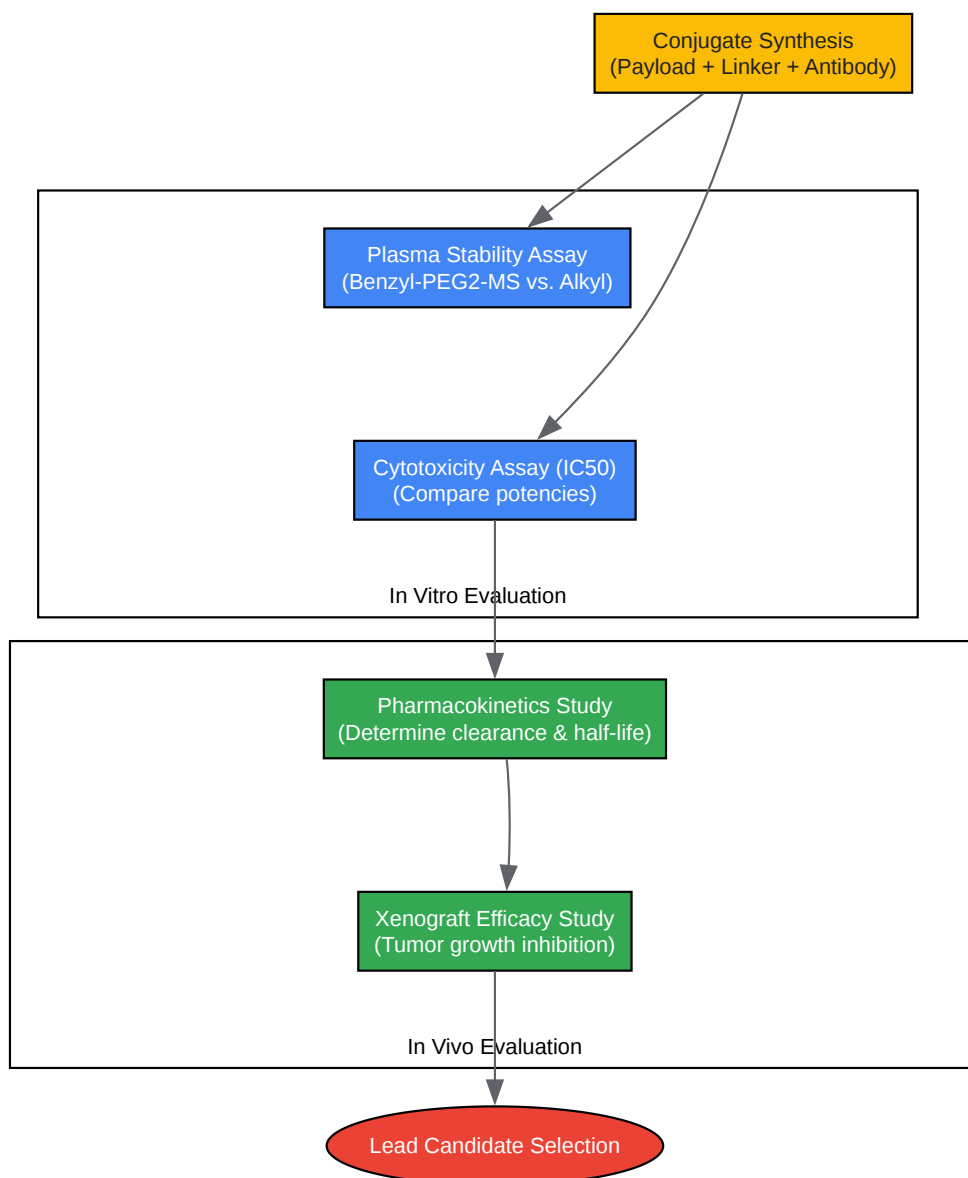 Conjugate Synthesis
(Payload + Linker + Antibody)
Plasma Stability Assay
(Benzyl-PEG2-MS vs. Alkyl)
Cytotoxicity Assay (IC50)
(Compare potencies)
In Vitro Evaluation
Pharmacokinetics Study
(Determine clearance & half-life)
Xenograft Efficacy Study
(Tumor growth inhibition)
In Vivo Evaluation
Lead Candidate Selection